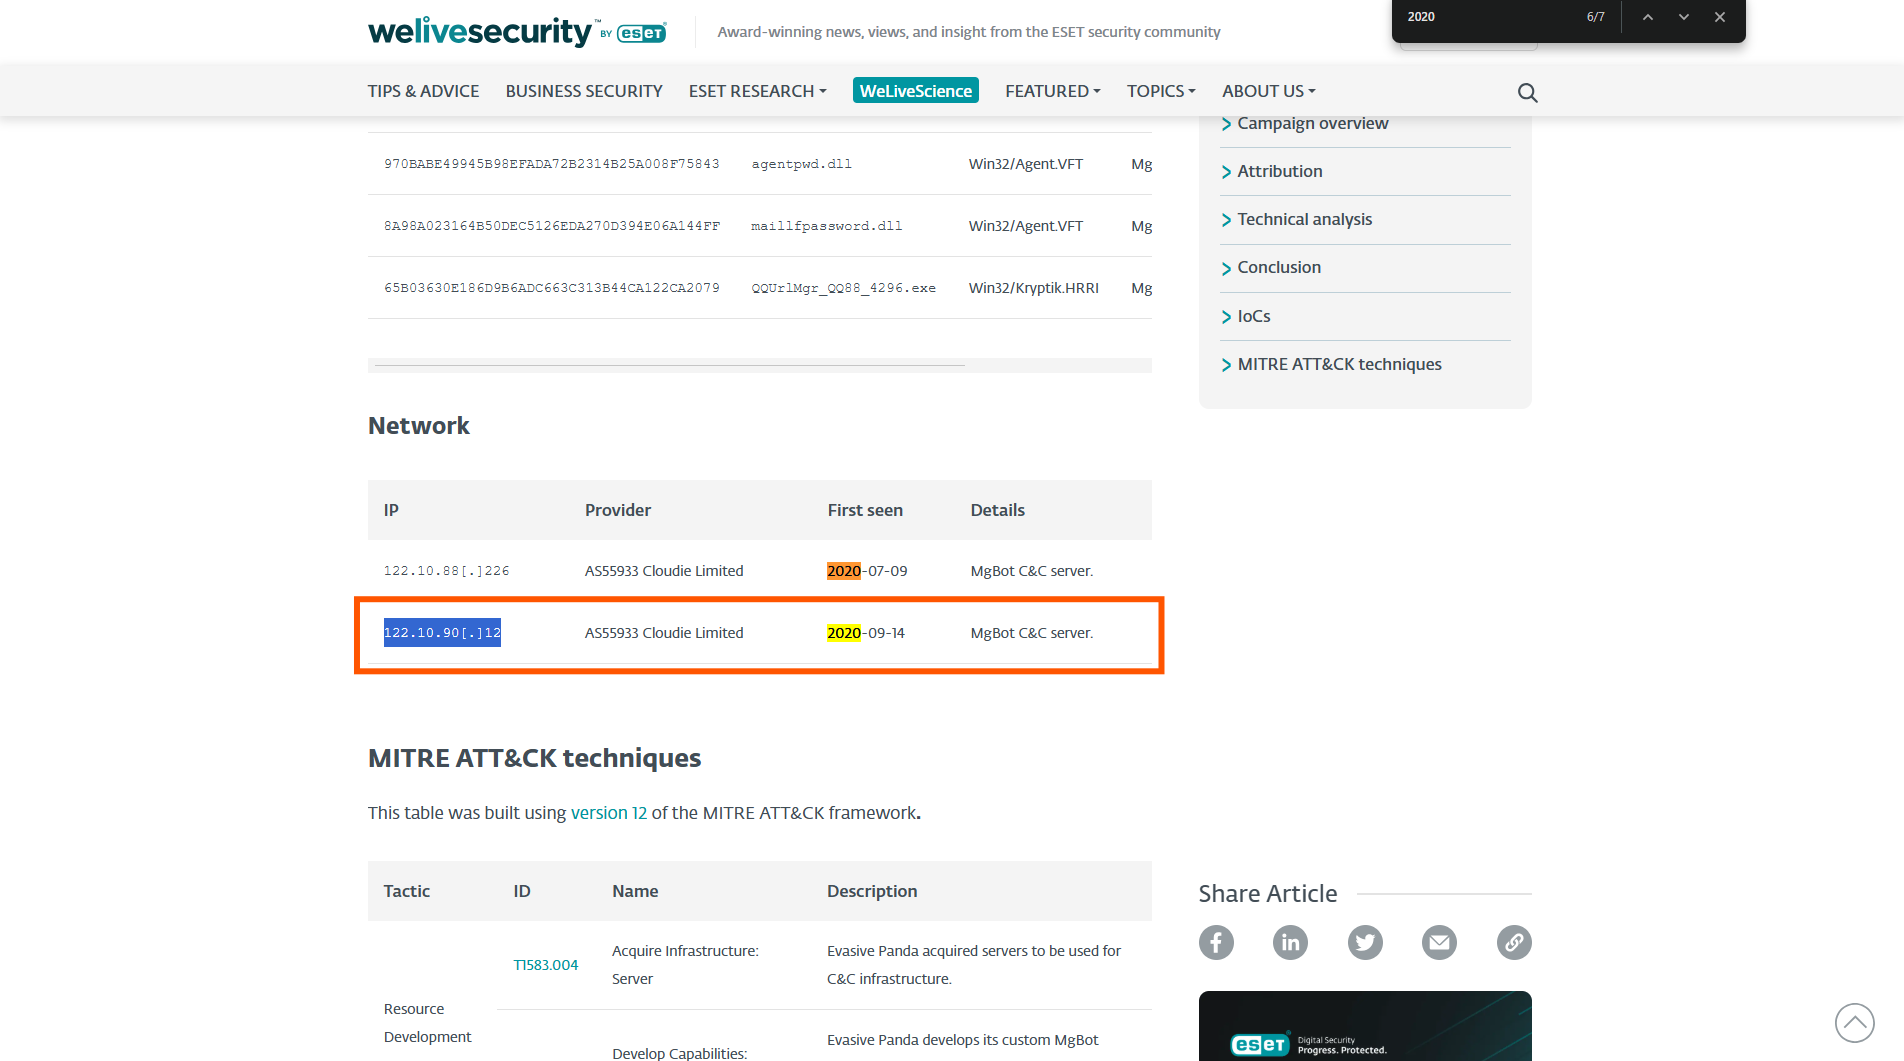 welivesecurity™ BY eset®
Award-winning news, views, and insight from the ESET security community
2020 6/7
TIPS & ADVICE BUSINESS SECURITY ESET RESEARCH WeLiveScience FEATURED TOPICS ABOUT US
Campaign overview
Attribution
Technical analysis
Conclusion
IoCs
MITRE ATT&CK techniques
970BABE49945B98EFADA72B2314B25A008F75843 agentpwd.dll Win32/Agent.VFT Mg
8A98A023164B50DEC5126EDA270D394E06A144FF maillfpassword.dll Win32/Agent.VFT Mg
65B03630E186D9B6ADC663C313B44CA122CA2079 QQUrlMgr_QQ88_4296.exe Win32/Kryptik.HRRI Mg
Network
IP Provider First seen Details
122.10.88[.]226 AS55933 Cloudie Limited 2020-07-09 MgBot C&C server.
122.10.90[.]12 AS55933 Cloudie Limited 2020-09-14 MgBot C&C server.
MITRE ATT&CK techniques
This table was built using version 12 of the MITRE ATT&CK framework.
Tactic ID Name Description
Resource
Development
T1583.004
Acquire Infrastructure:
Server
Evasive Panda acquired servers to be used for
C&C infrastructure.
Develop Capabilities:
Evasive Panda develops its custom MgBot
Share Article
eset® Digital Security
Progress. Protected.